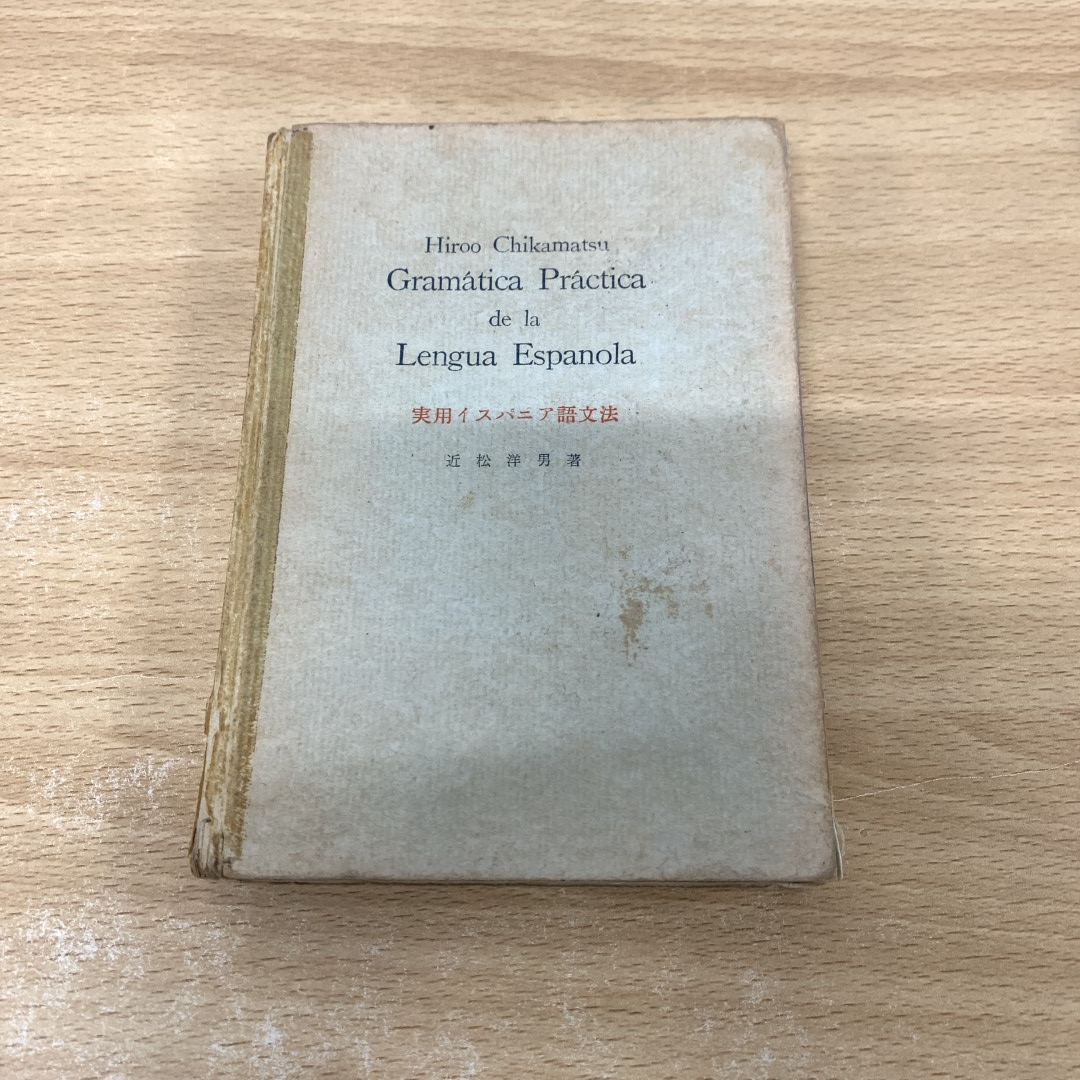 Hiroo Chikamatsu
Gramática Práctica
de la
Lengua Espanola
実用イスパニア語文法
近松洋男著